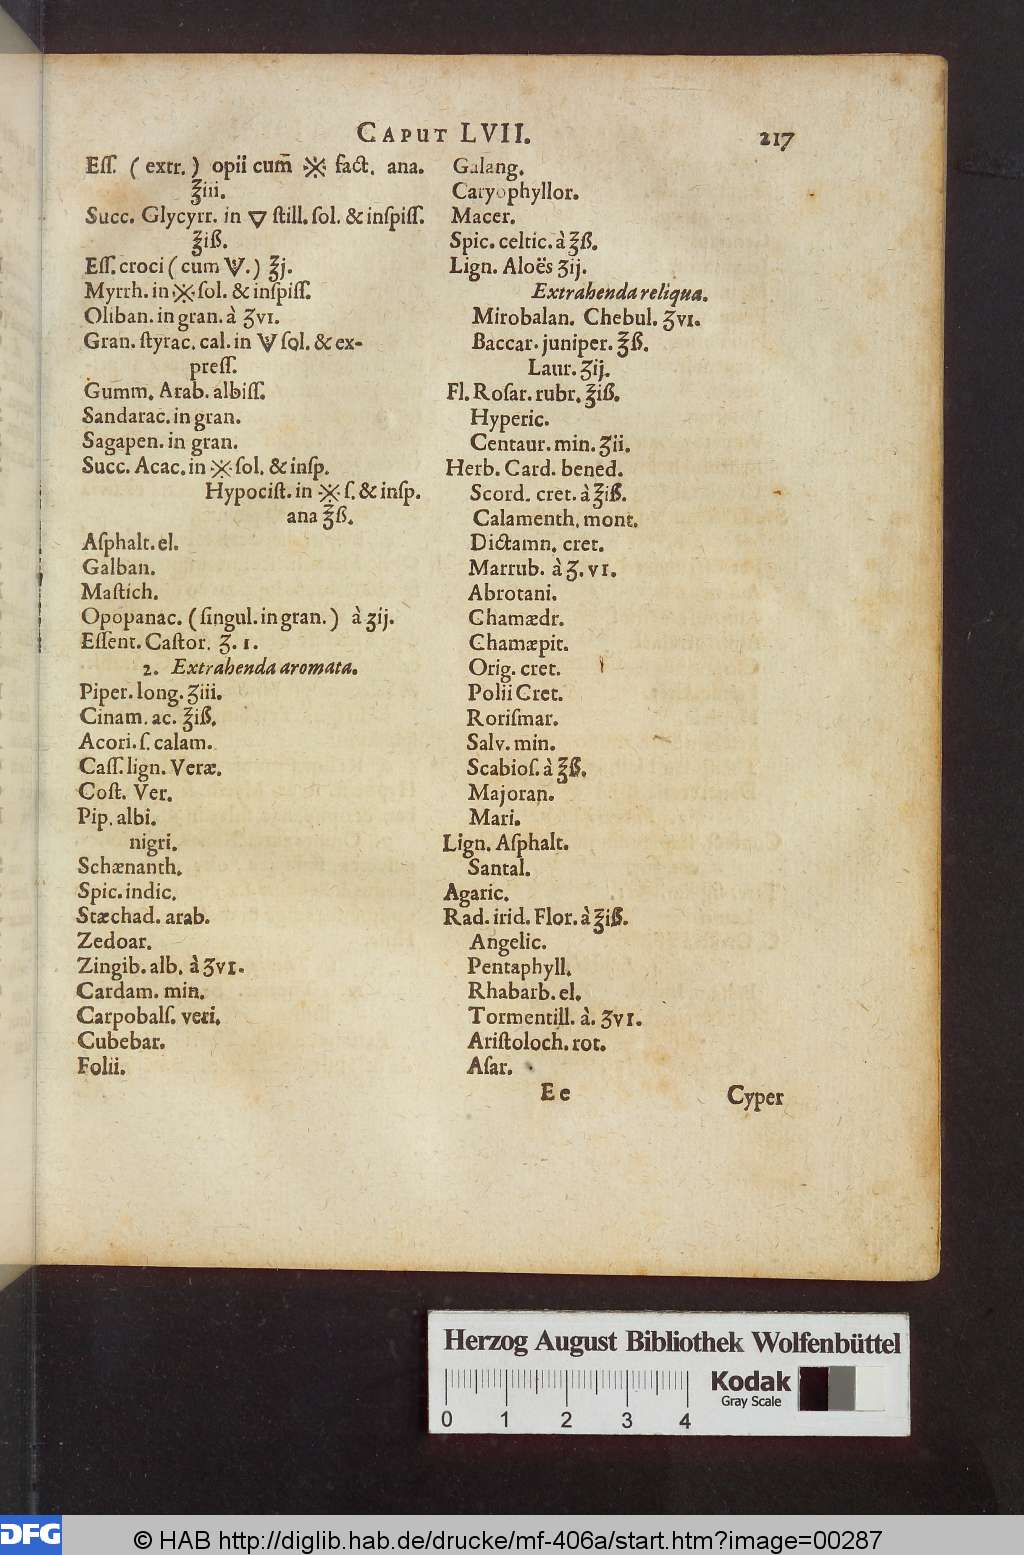 CAPUT LVII. 217
Eſſ. ( extr. ) opii cum̃ ※ fact. ana.
℥iii.
Succ. Glycyrr. in 🜄 ſtill. ſol. & inſpiſſ.
℥iß.
Eſſ. croci ( cum V. ) ℥j.
Myrrh. in ※ ſol. & inſpiſſ.
Oliban. in gran. à ʒvı.
Gran. ſtyrac. cal. in V ſol. & ex-
preſſ.
Gumm. Arab. albiſſ.
Sandarac. in gran.
Sagapen. in gran.
Succ. Acac. in ※ ſol. & inſp.
Hypociſt. in ※ ſ. & inſp.
ana ℥ß.
Aſphalt. el.
Galban.
Maſtich.
Opopanac. ( ſingul. in gran. ) à ʒij.
Eſſent. Caſtor. ʒ. ı.
2. Extrahenda aromata.
Piper. long. ʒiii.
Cinam. ac. ℥iß.
Acori. ſ. calam.
Caſſ. lign. Veræ.
Coſt. Ver.
Pip. albi.
nigri.
Schænanth.
Spic. indic.
Stæchad. arab.
Zedoar.
Zingib. alb. à ʒvı.
Cardam. min.
Carpobalſ. veri.
Cubebar.
Folii.
Galang.
Caryophyllor.
Macer.
Spic. celtic. à ℥ß.
Lign. Aloës ʒij.
Extrahenda reliqua.
Mirobalan. Chebul. ʒvı.
Baccar. juniper. ℥ß.
Laur. ʒij.
Fl. Roſar. rubr. ℥iß.
Hyperic.
Centaur. min. ʒii.
Herb. Card. bened.
Scord. cret. à ℥iß.
Calamenth. mont.
Dictamn. cret.
Marrub. à ʒ. vı.
Abrotani.
Chamædr.
Chamæpit.
Orig. cret.
Polii Cret.
Roriſmar.
Salv. min.
Scabioſ. à ℥ß.
Majoran.
Mari.
Lign. Aſphalt.
Santal.
Agaric.
Rad. irid. Flor. à ℥iß.
Angelic.
Pentaphyll.
Rhabarb. el.
Tormentill. à. ʒvı.
Ariſtoloch. rot.
Aſar.
E e Cyper
Herzog August Bibliothek Wolfenbüttel
Kodak
Gray Scale
0 1 2 3 4
DFG
© HAB http://diglib.hab.de/drucke/mf-406a/start.htm?image=00287